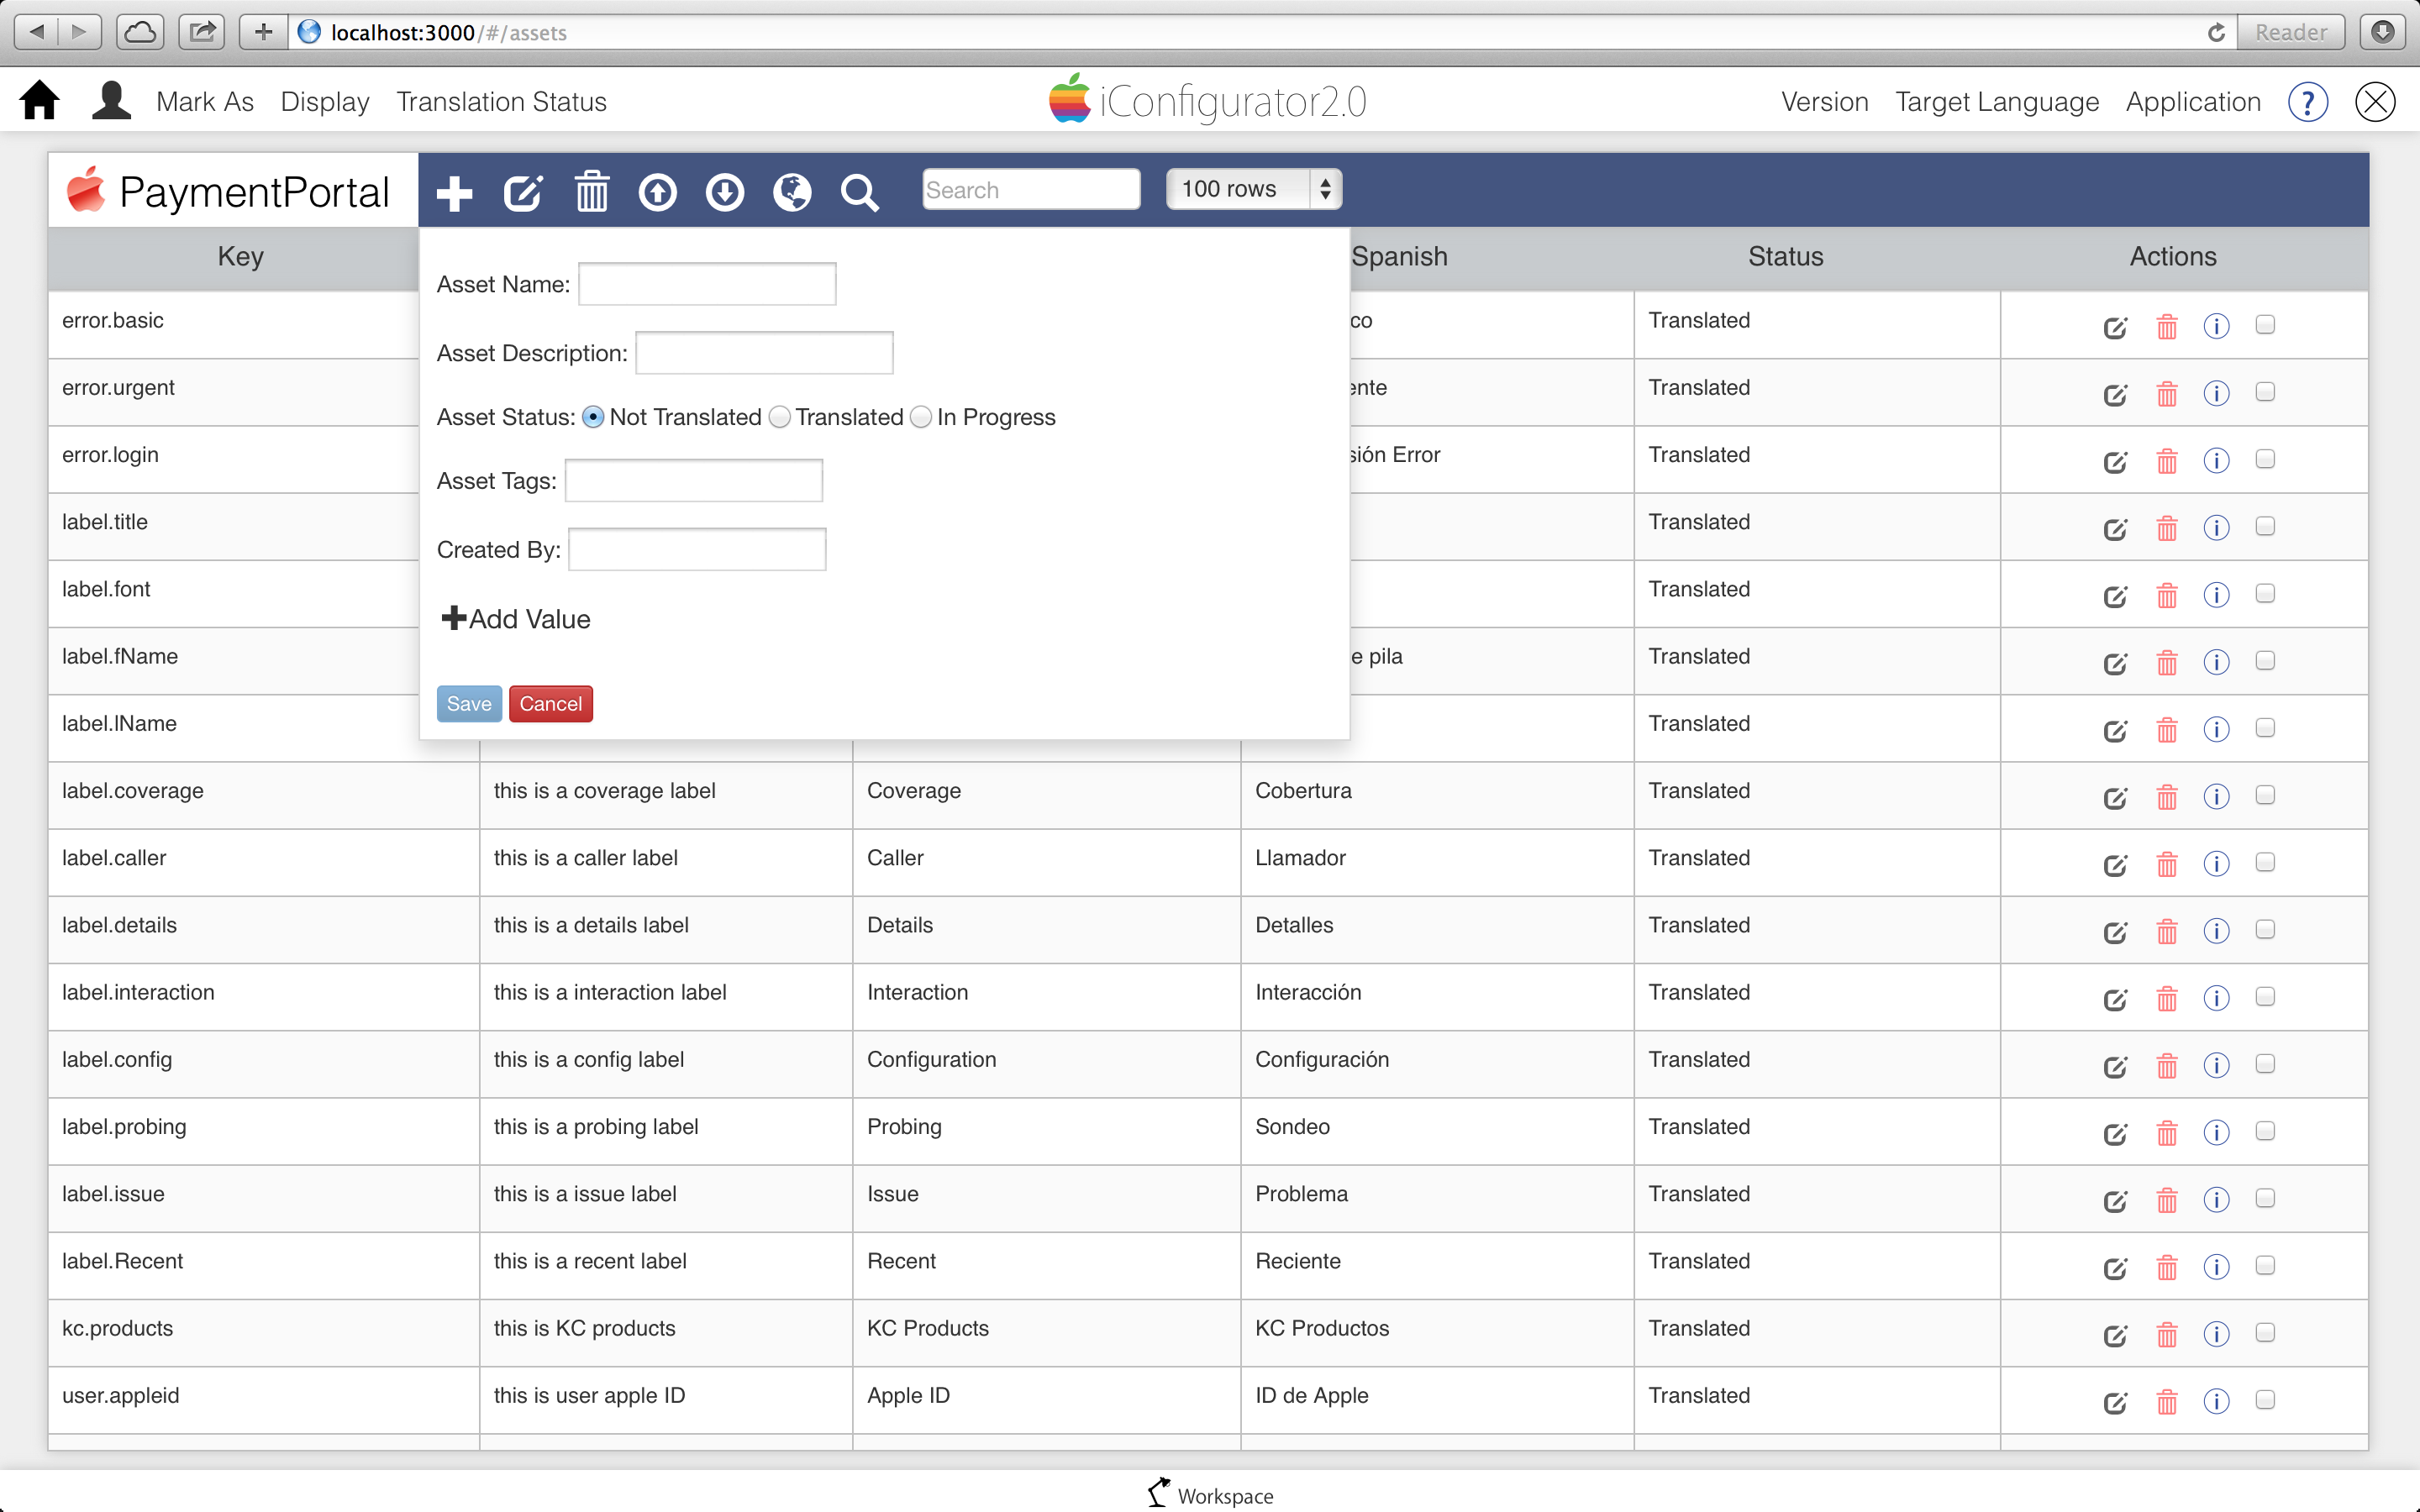 localhost:3000/#/assets
Reader
Mark As Display Translation Status
iConfigurator2.0
Version Target Language Application ?
PaymentPortal
Search
100 rows
Key Spanish Status Actions
Asset Name:
Asset Description:
Asset Status: Not Translated Translated In Progress
Asset Tags:
Created By:
Add Value
Save Cancel
error.basic co Translated
error.urgent ente Translated
error.login sión Error Translated
label.title Translated
label.font Translated
label.fName e pila Translated
label.lName Translated
label.coverage this is a coverage label Coverage Cobertura Translated
label.caller this is a caller label Caller Llamador Translated
label.details this is a details label Details Detalles Translated
label.interaction this is a interaction label Interaction Interacción Translated
label.config this is a config label Configuration Configuración Translated
label.probing this is a probing label Probing Sondeo Translated
label.issue this is a issue label Issue Problema Translated
label.Recent this is a recent label Recent Reciente Translated
kc.products this is KC products KC Products KC Productos Translated
user.appleid this is user apple ID Apple ID ID de Apple Translated
Workspace